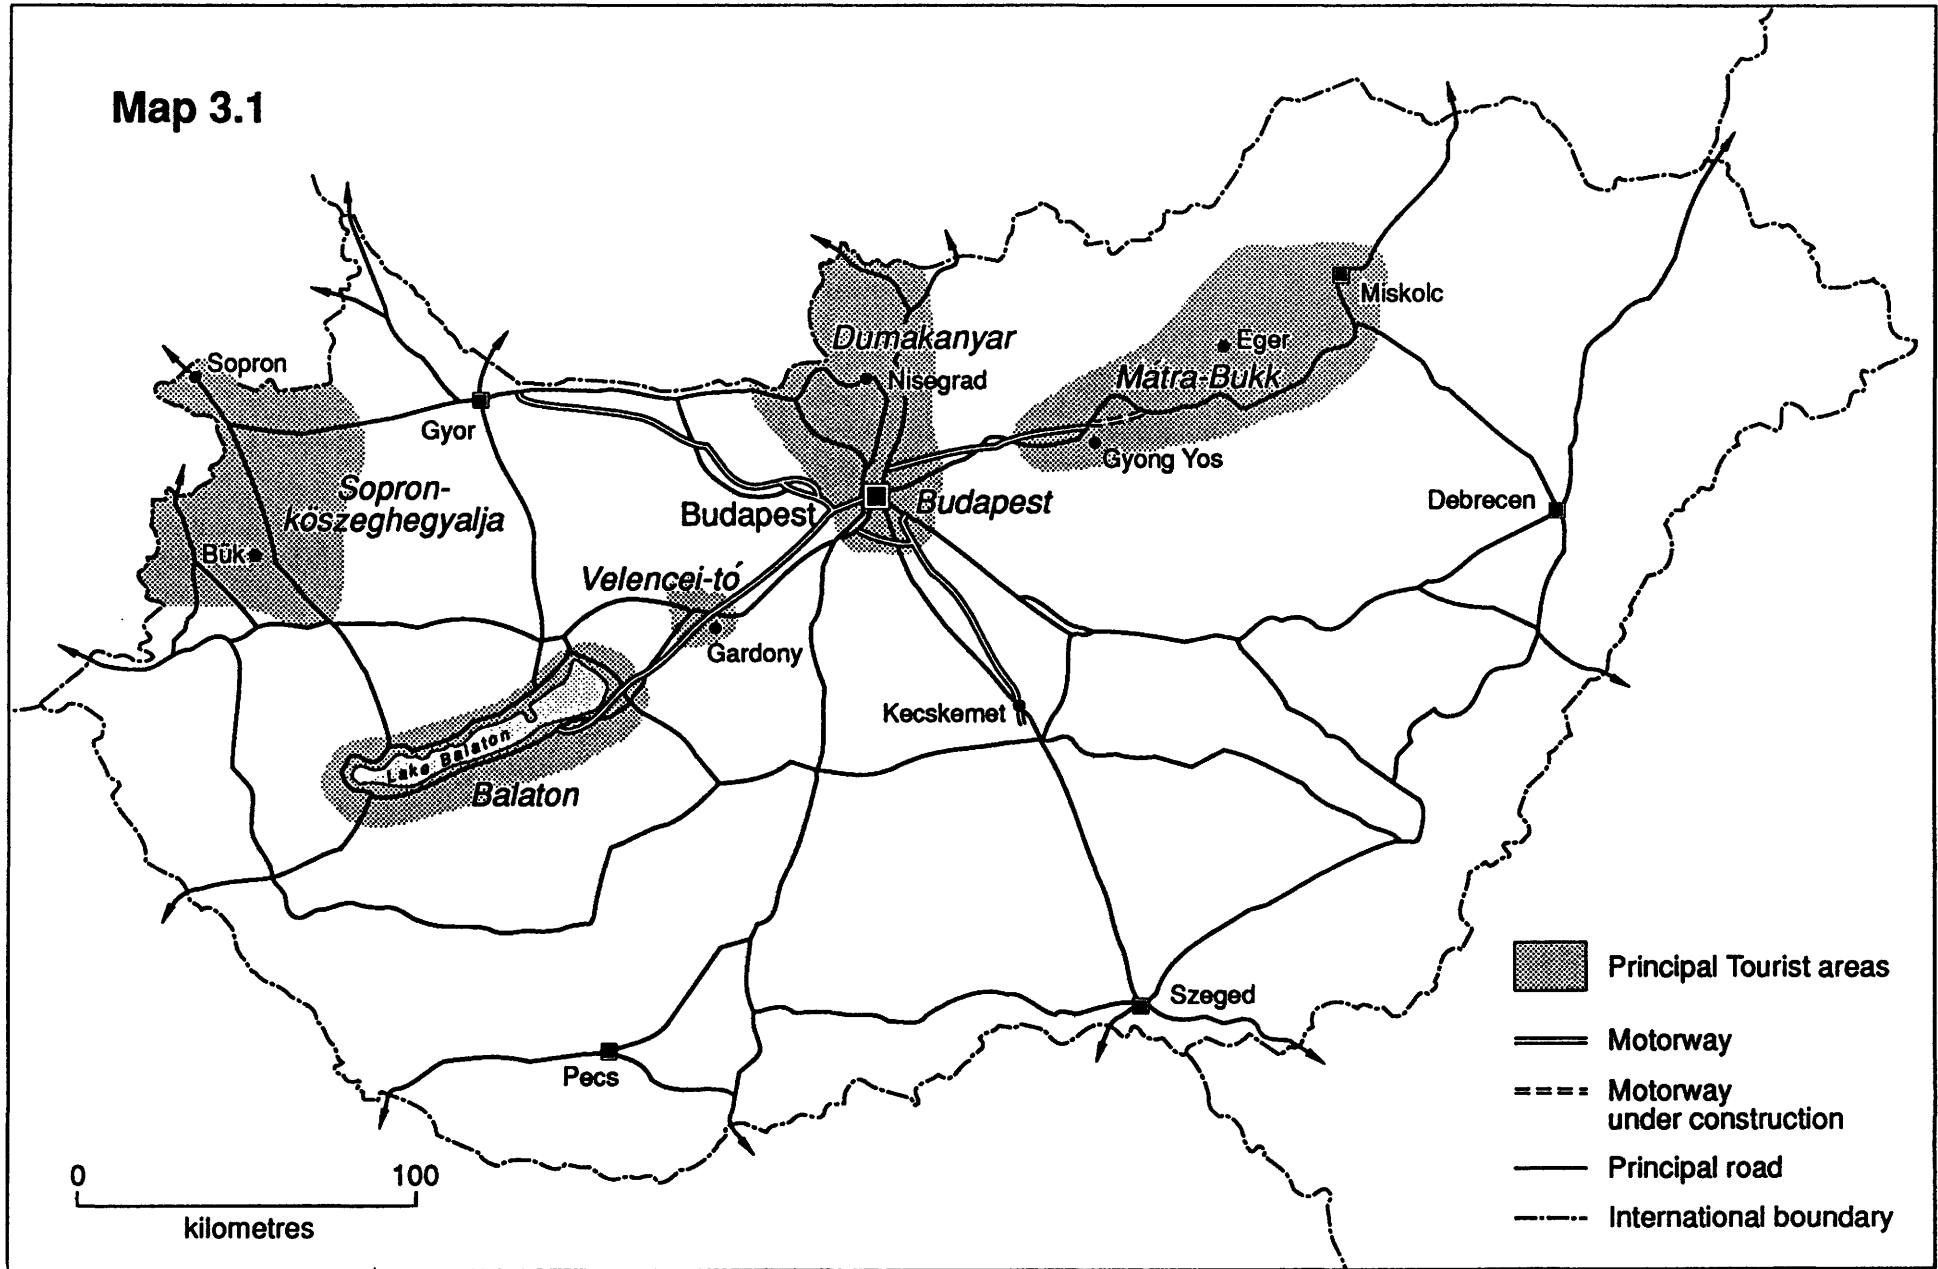 Map 3.1
Sopron
Gyor
Sopron-
köszeghegyalja
Bük
Dumakanyar
Nisegrad
Miskolc
Eger
Mátra-Bukk
Gyong Yos
Budapest
Budapest
Debrecen
Velencei-tó
Gardony
Kecskemet
Lake Balaton
Balaton
Szeged
Pecs
Principal Tourist areas
Motorway
Motorway
under construction
Principal road
International boundary
0 100
kilometres